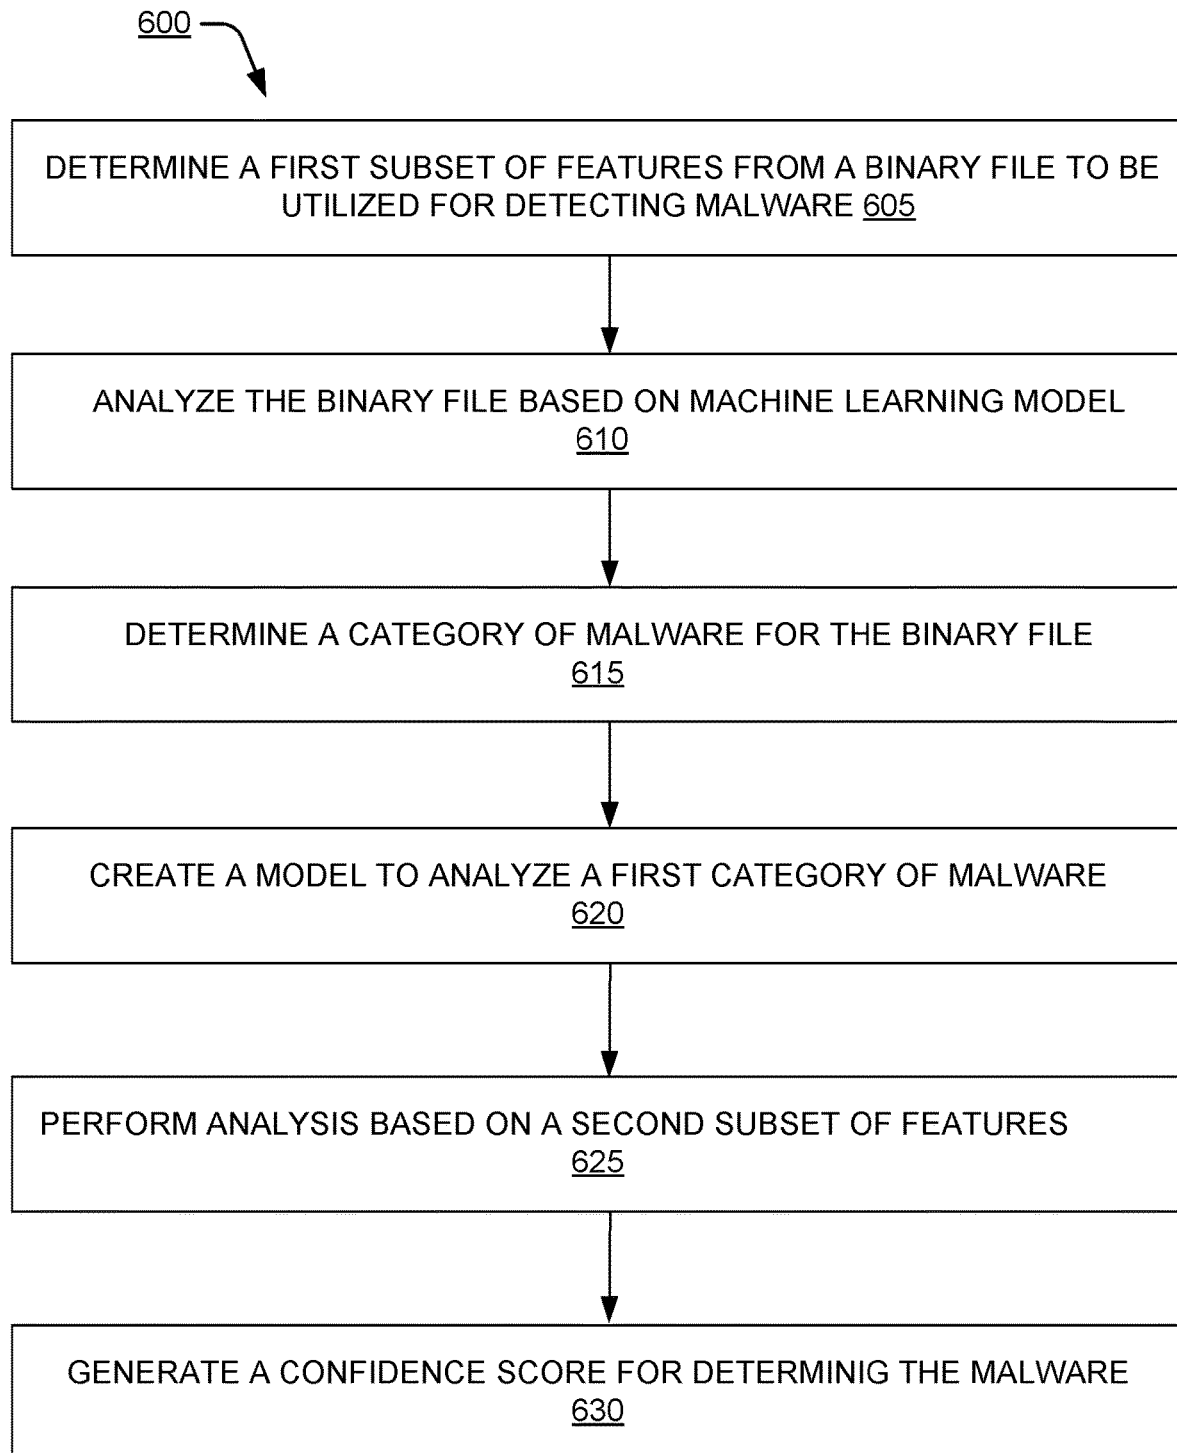 600
DETERMINE A FIRST SUBSET OF FEATURES FROM A BINARY FILE TO BE
UTILIZED FOR DETECTING MALWARE 605
ANALYZE THE BINARY FILE BASED ON MACHINE LEARNING MODEL
610
DETERMINE A CATEGORY OF MALWARE FOR THE BINARY FILE
615
CREATE A MODEL TO ANALYZE A FIRST CATEGORY OF MALWARE
620
PERFORM ANALYSIS BASED ON A SECOND SUBSET OF FEATURES
625
GENERATE A CONFIDENCE SCORE FOR DETERMINIG THE MALWARE
630